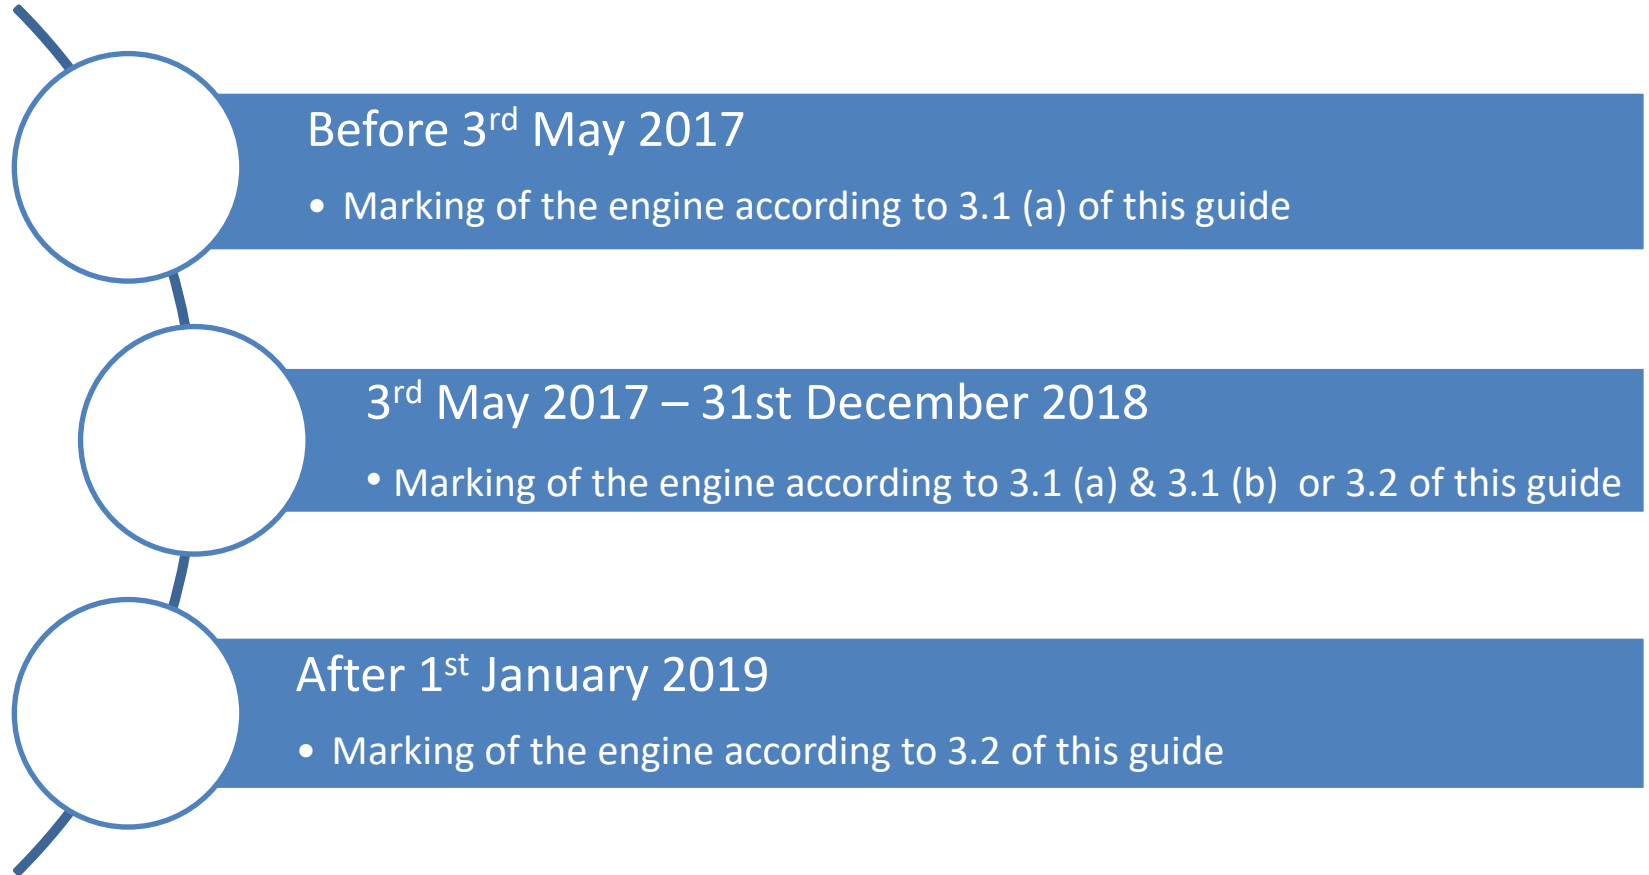 Before 3rd May 2017
• Marking of the engine according to 3.1 (a) of this guide
3rd May 2017 – 31st December 2018
• Marking of the engine according to 3.1 (a) & 3.1 (b)  or 3.2 of this guide
After 1st January 2019
• Marking of the engine according to 3.2 of this guide